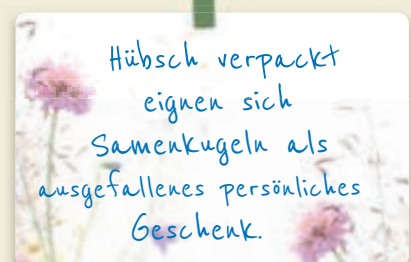 Hübsch verpackt
eignen sich
Samenkugeln als
ausgefallenes persönliches
Geschenk.